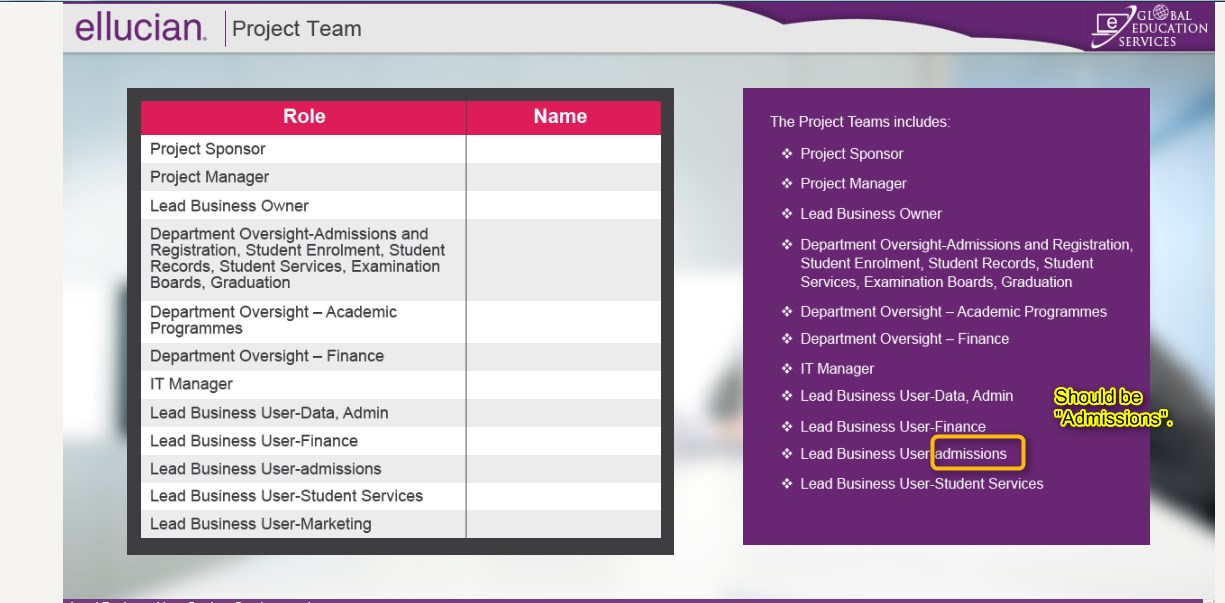 ellucian.
Project Team
GLOBAL
EDUCATION
SERVICES
e
Role
Name
Project Sponsor
Project Manager
Lead Business Owner
Department Oversight-Admissions and
Registration, Student Enrolment, Student
Records, Student Services, Examination
Boards, Graduation
Department Oversight – Academic
Programmes
Department Oversight – Finance
IT Manager
Lead Business User-Data, Admin
Lead Business User-Finance
Lead Business User-admissions
Lead Business User-Student Services
Lead Business User-Marketing
The Project Teams includes:
❖ Project Sponsor
❖ Project Manager
❖ Lead Business Owner
❖ Department Oversight-Admissions and Registration,
Student Enrolment, Student Records, Student
Services, Examination Boards, Graduation
❖ Department Oversight – Academic Programmes
❖ Department Oversight – Finance
❖ IT Manager
❖ Lead Business User-Data, Admin
❖ Lead Business User-Finance
❖ Lead Business User-admissions
❖ Lead Business User-Student Services
Should be
"Admissions".